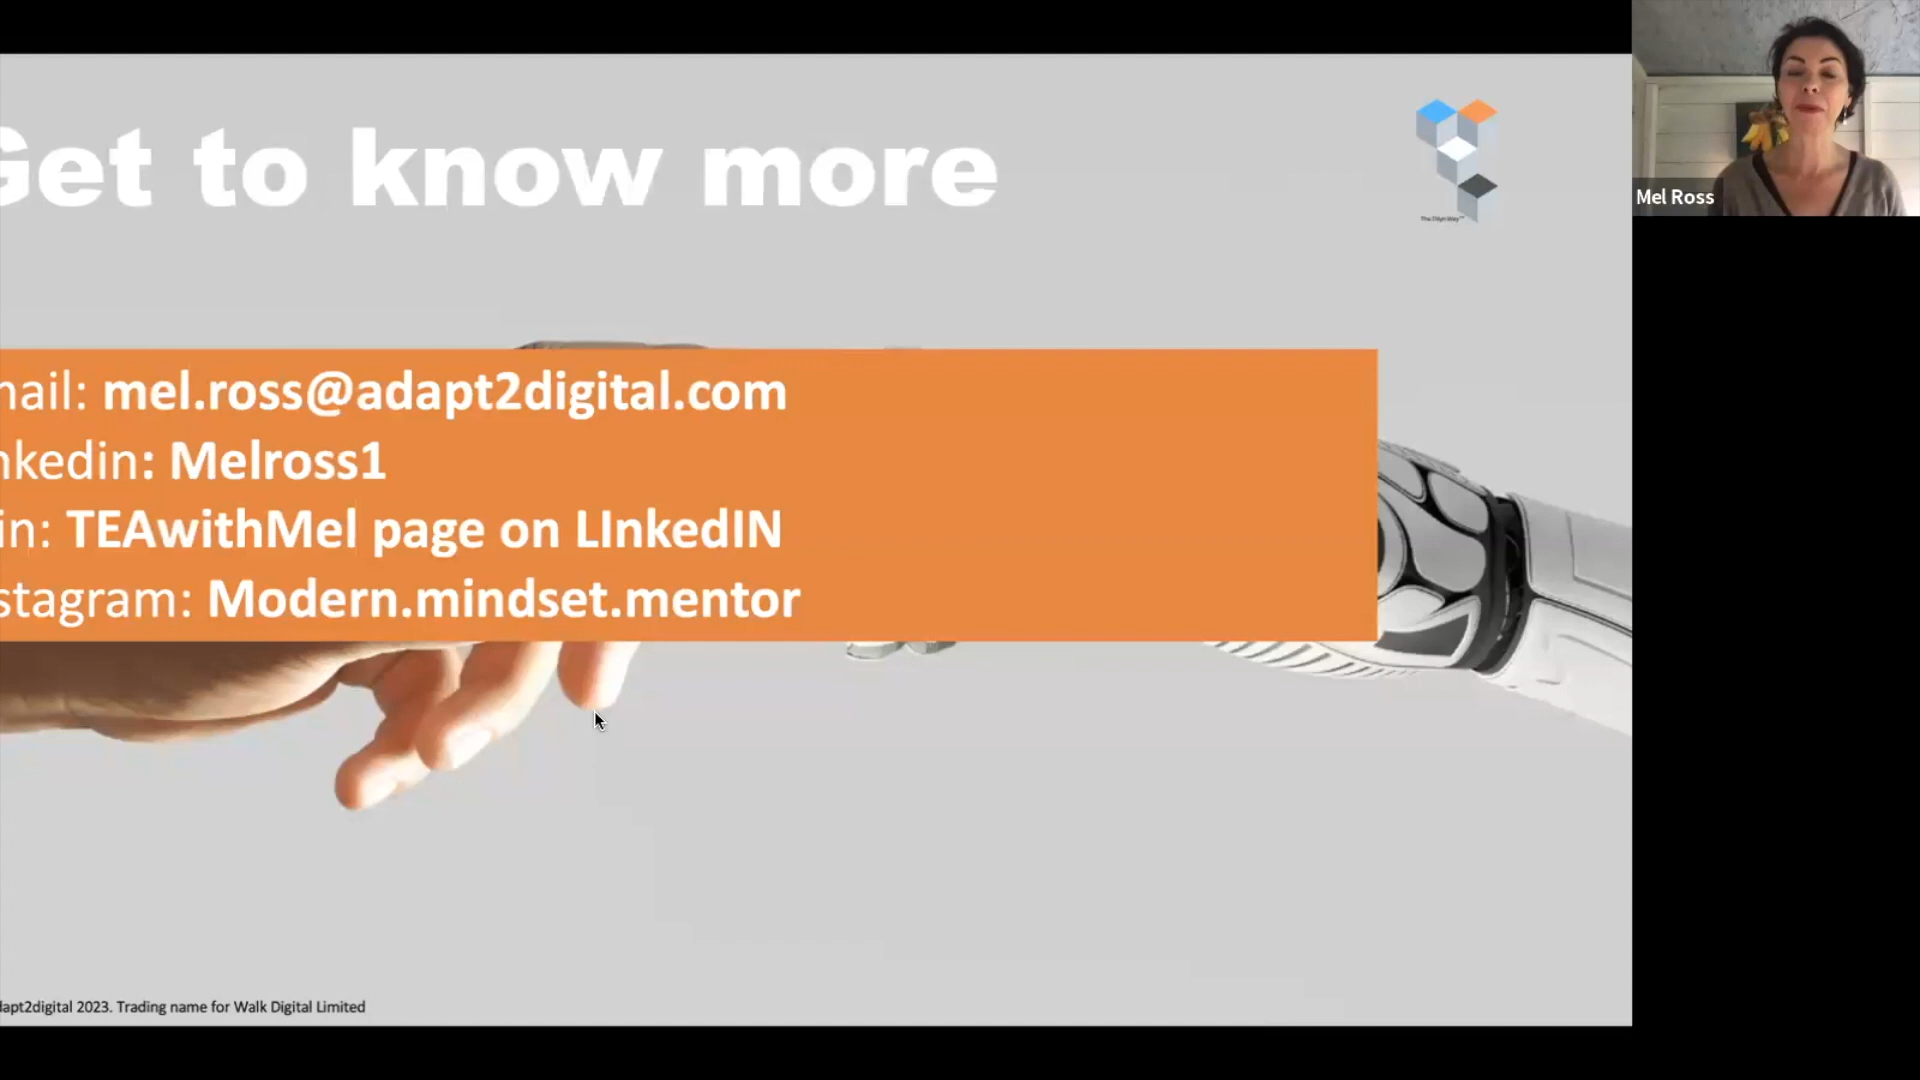 Get to know more
mail: mel.ross@adapt2digital.com
nkedin: Melross1
in: TEAwithMel page on LInkedIN
stagram: Modern.mindset.mentor
dapt2digital 2023. Trading name for Walk Digital Limited
Mel Ross